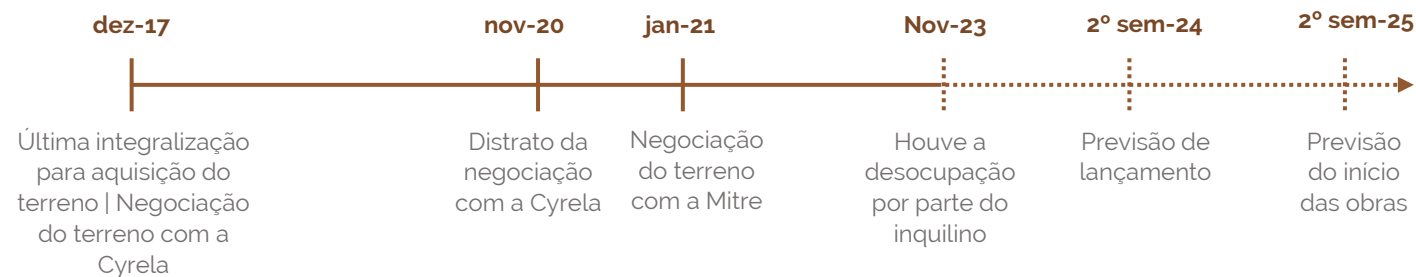 dez-17
nov-20
jan-21
Nov-23
2º sem-24
2º sem-25
Última integralização
para aquisição do
terreno | Negociação
do terreno com a
Cyrela
Distrato da
negociação
com a Cyrela
Negociação
do terreno
com a Mitre
Houve a
desocupação
por parte do
inquilino
Previsão de
lançamento
Previsão
do início
das obras